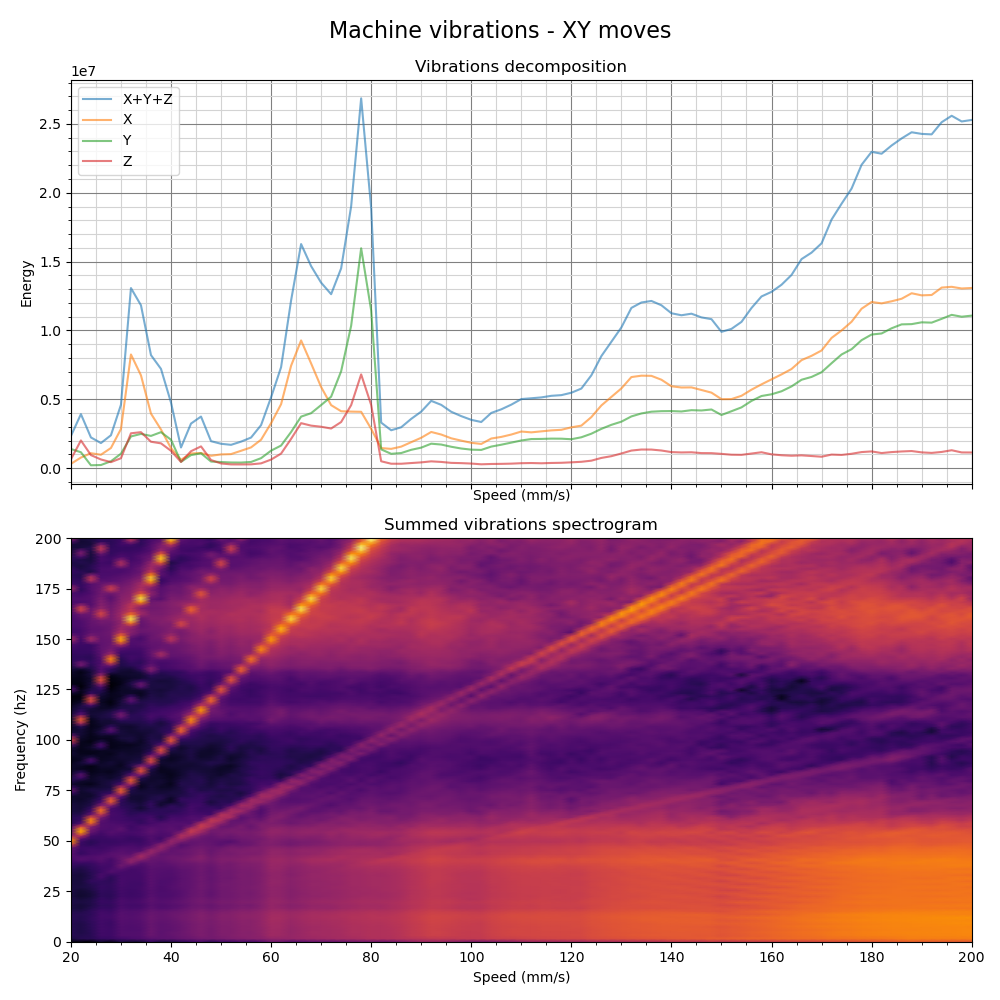 Machine vibrations - XY moves
Vibrations decomposition
1e7
X+Y+Z
X
Y
Z
2.5
2.0
1.5
1.0
0.5
0.0
Energy
Speed (mm/s)
Summed vibrations spectrogram
200
175
150
125
100
75
50
25
0
Frequency (hz)
20 40 60 80 100 120 140 160 180 200
Speed (mm/s)